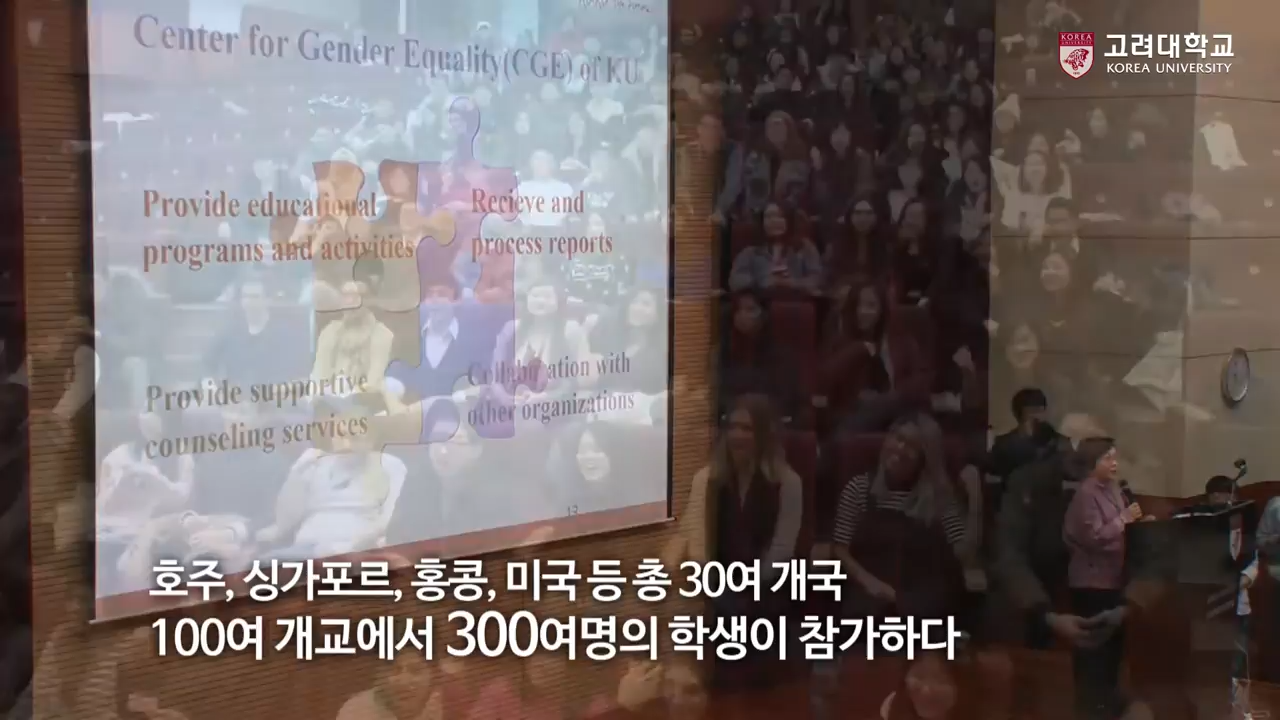 Center for Gender Equality(CGE) of KU
KOREA
UNIVERSITY
고려대학교
KOREA UNIVERSITY
Provide educational
programs and activities
Recieve and
process reports
Provide supportive
counseling services
Collaboration with
other organizations
13
호주, 싱가포르, 홍콩, 미국 등 총 30여 개국
100여 개교에서 300여명의 학생이 참가하다